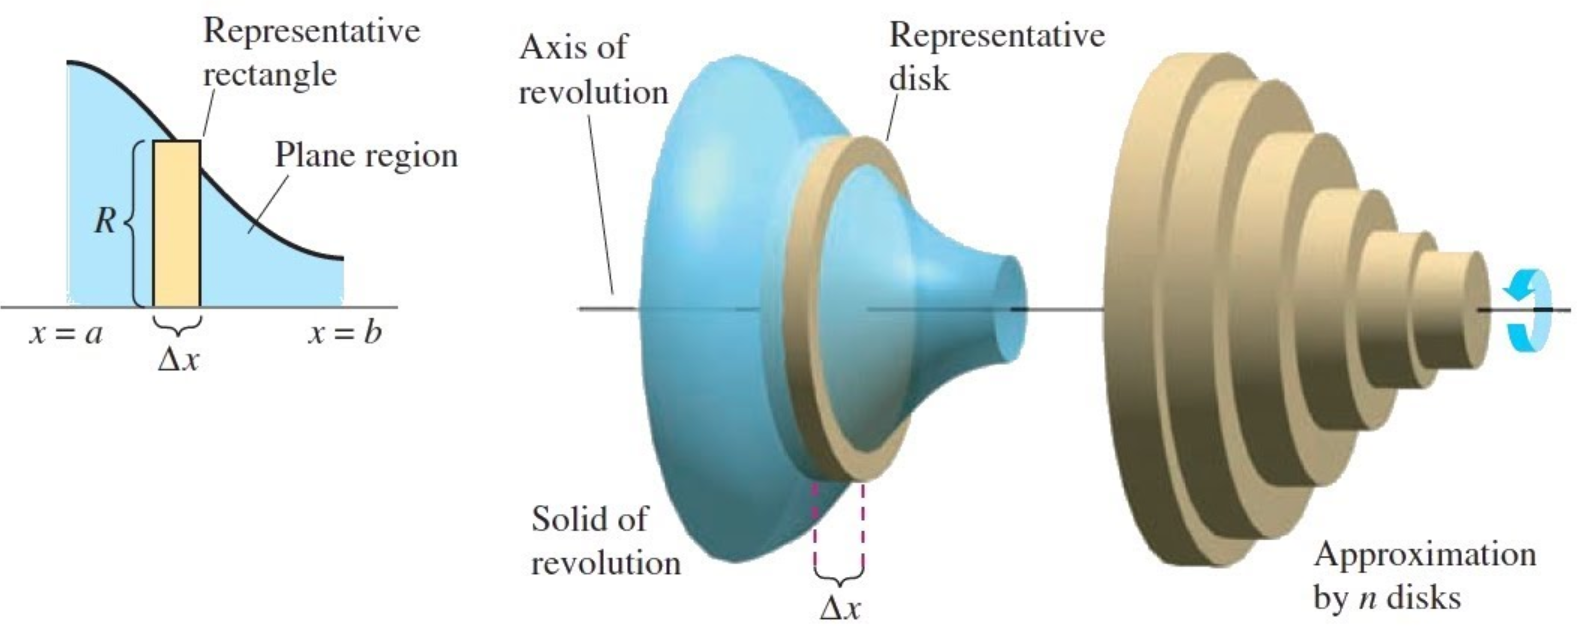 Representative
rectangle
Plane region
R
x = a
Δx
x = b
Axis of
revolution
Representative
disk
Solid of
revolution
Δx
Approximation
by n disks